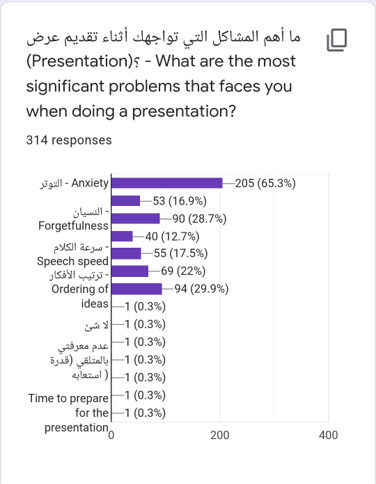 ما أهم المشاكل التي تواجهك أثناء تقديم عرض
(Presentation)؟ - What are the most
significant problems that faces you
when doing a presentation?
314 responses
التوتر - Anxiety
205 (65.3%)
53 (16.9%)
النسيان -
Forgetfulness
90 (28.7%)
40 (12.7%)
سرعة الكلام -
Speech speed
55 (17.5%)
ترتيب الأفكار -
Ordering of
ideas
69 (22%)
94 (29.9%)
1 (0.3%)
لا شئ
1 (0.3%)
1 (0.3%)
عدم معرفتي
بالمتلقي (قدرة
استعابه )
1 (0.3%)
1 (0.3%)
Time to prepare
for the
presentation
1 (0.3%)
1 (0.3%)
0
200
400